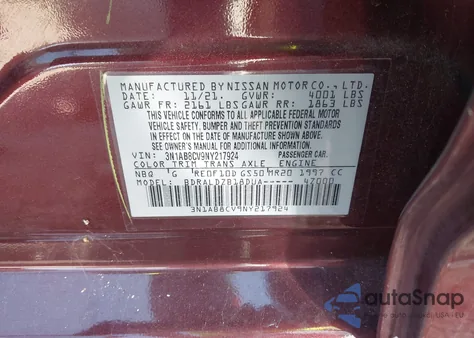 MANUFACTURED BY NISSAN MOTOR CO., LTD.
DATE: 11/21. GVWR: 4001 LBS
GAWR FR: 2161 LBS GAWR RR: 1863 LBS
THIS VEHICLE CONFORMS TO ALL APPLICABLE
FEDERAL MOTOR VEHICLE
SAFETY, BUMPER AND THEFT STANDARDS
IN EFFECT ON THE DATE OF MANUFACTURE SHOWN ABOVE.
SEE OWNER'S MANUAL FOR ADDITIONAL INFORMATION.
VIN: 3N1AB8CV9NY217924 PASSENGER CAR.
COLOR TRIM TRANS AXLE ENGINE
NBQ G RE0F10D GS50 MR20 1997 CC
MODEL: BDRALDZB18DUA----- 42000
3N1AB8CV9NY217924
autoSnap